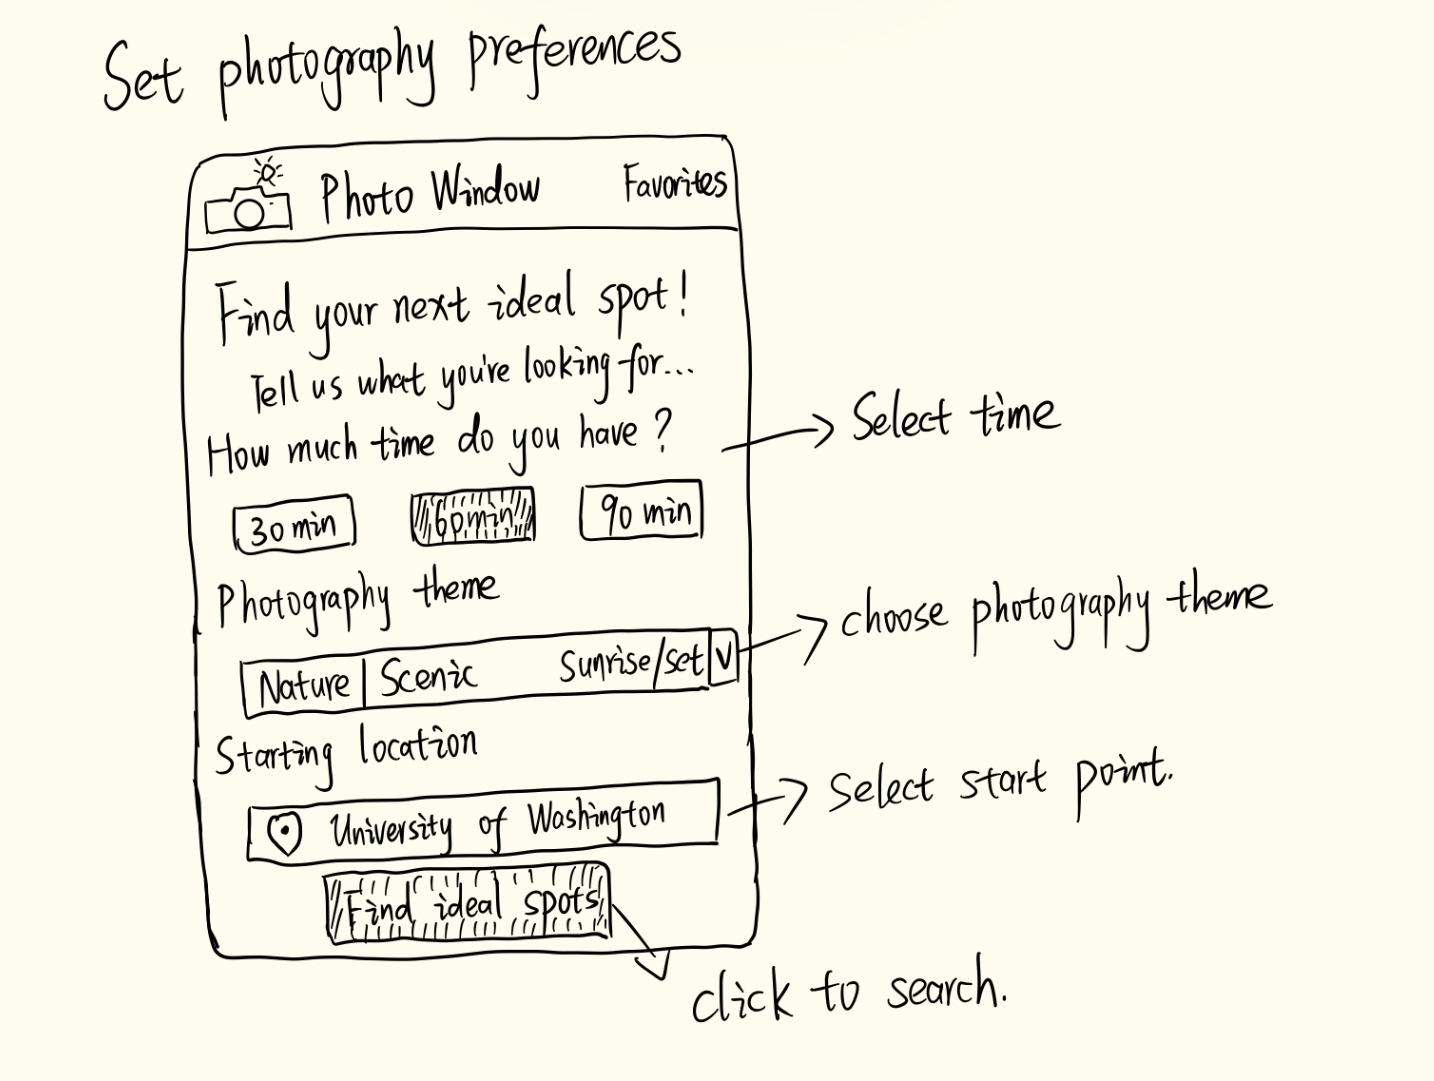 Set photography preferences
Photo Window Favorites
Find your next ideal spot!
Tell us what you're looking for...
How much time do you have?
Select time
30 min 60 min 90 min
Photography theme
choose photography theme
Nature Scenic Sunrise/set
Starting location
Select start point.
University of Washington
Find ideal spots
click to search.